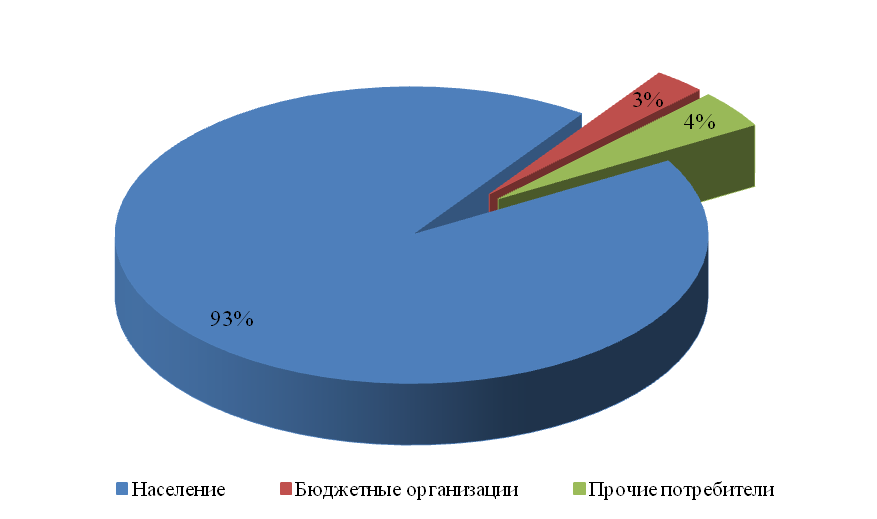 3%
4%
93%
Население
Бюджетные организации
Прочие потребители